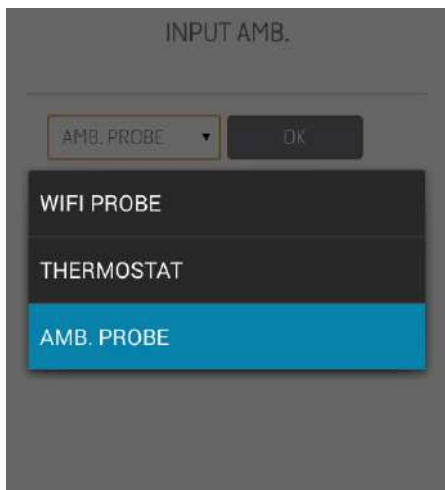 INPUT AMB.
AMB. PROBE OK
WIFI PROBE
THERMOSTAT
AMB. PROBE